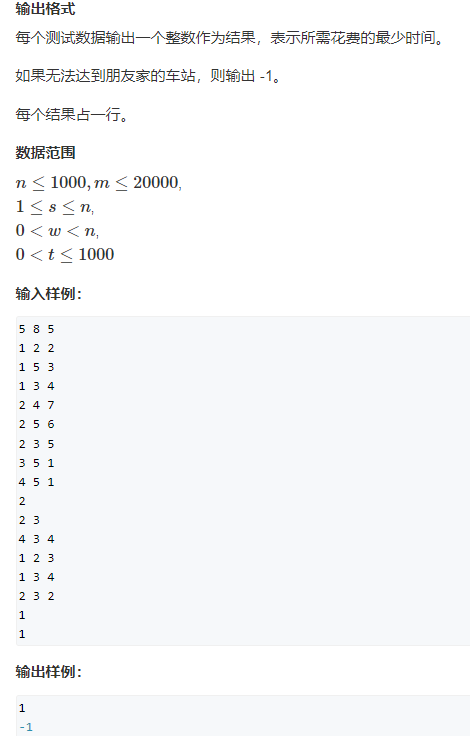 输出格式
每个测试数据输出一个整数作为结果，表示所需花费的最少时间。
如果无法达到朋友家的车站，则输出 -1。
每个结果占一行。
数据范围
n ≤ 1000, m ≤ 20000,
1 ≤ s ≤ n,
0 < w < n,
0 < t ≤ 1000
输入样例：
5 8 5
1 2 2
1 5 3
1 3 4
2 4 7
2 5 6
2 3 5
3 5 1
4 5 1
2
2 3
4 3 4
1 2 3
1 3 4
2 3 2
1
1
输出样例：
1
-1